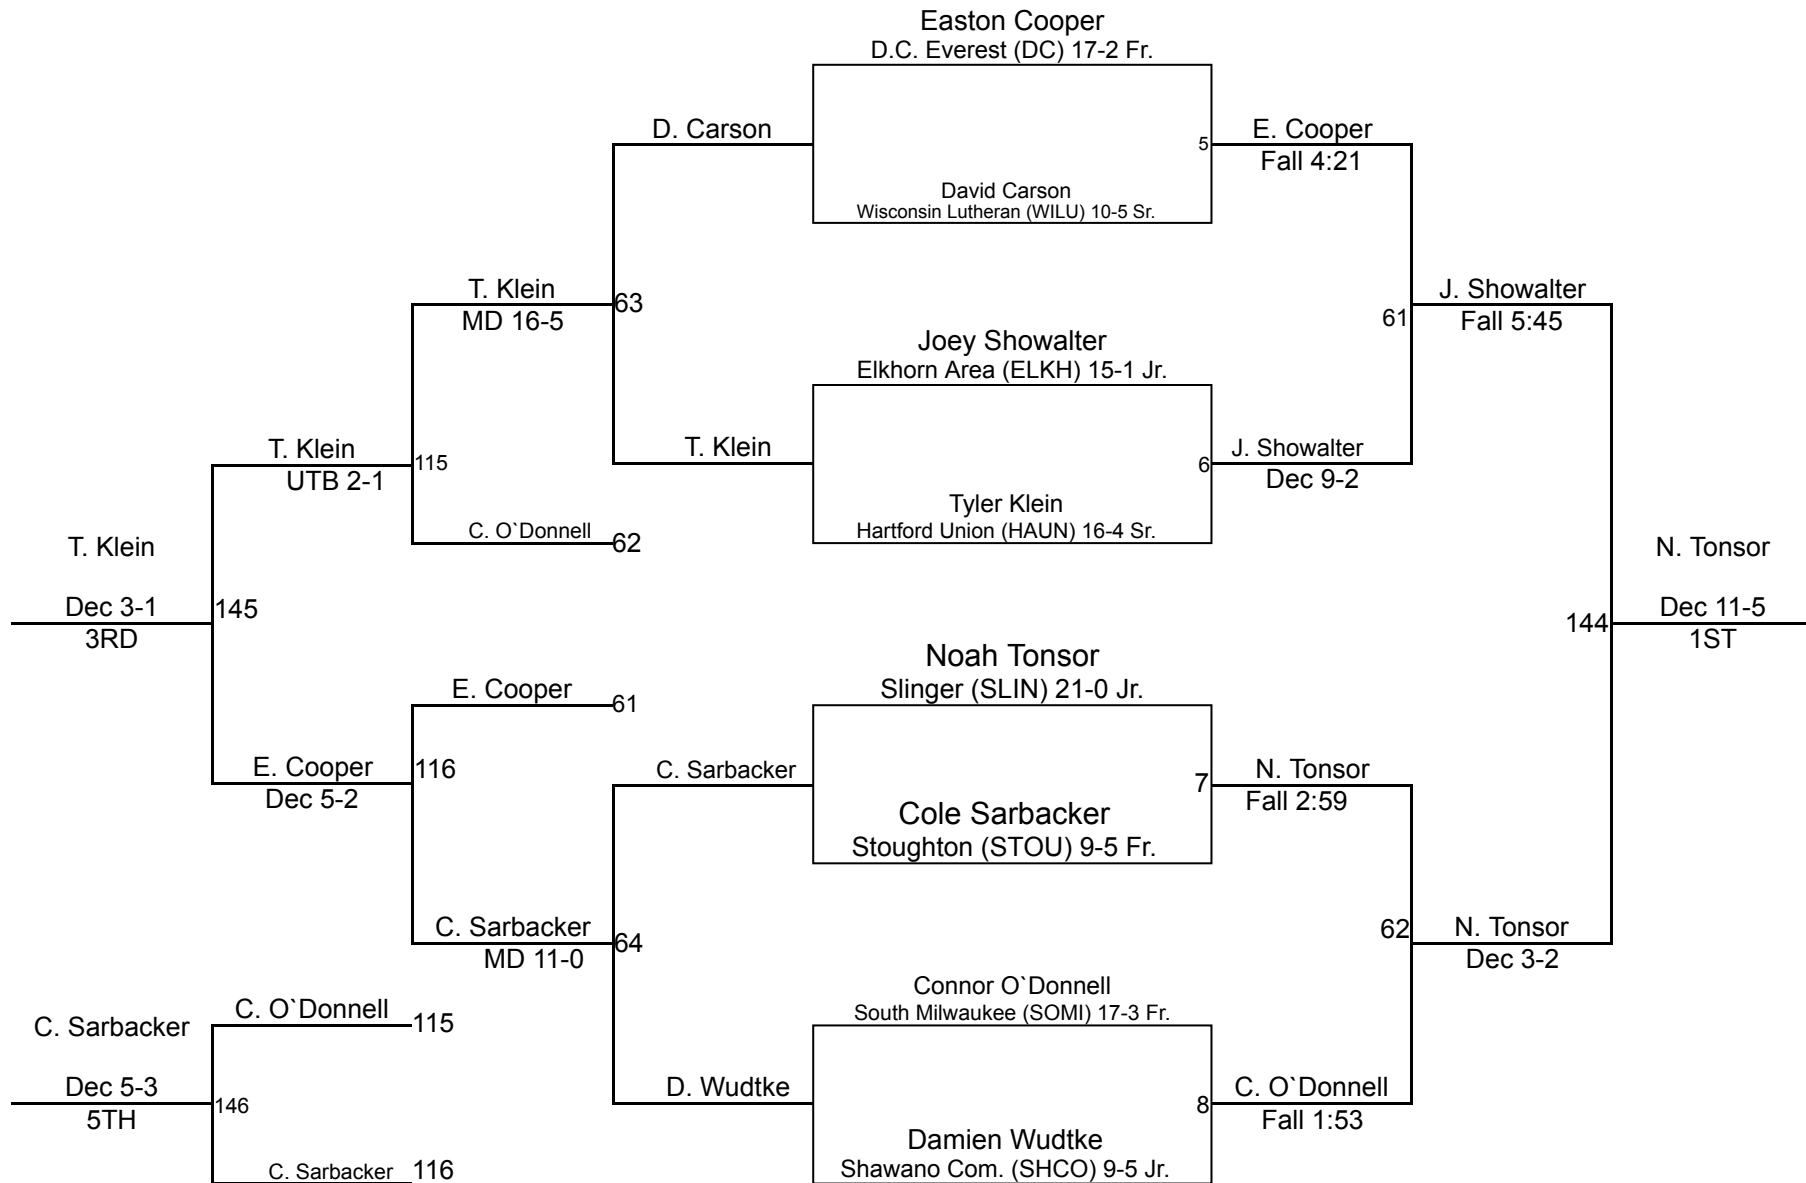 Easton Cooper
D.C. Everest (DC) 17-2 Fr.
D. Carson
5
E. Cooper
Fall 4:21
David Carson
Wisconsin Lutheran (WILU) 10-5 Sr.
T. Klein
MD 16-5
63
61
J. Showalter
Fall 5:45
Joey Showalter
Elkhorn Area (ELKH) 15-1 Jr.
T. Klein
UTB 2-1
115
T. Klein
6
J. Showalter
Dec 9-2
Tyler Klein
Hartford Union (HAUN) 16-4 Sr.
C. O`Donnell
62
T. Klein
Dec 3-1
3RD
145
N. Tonsor
144
Dec 11-5
1ST
Noah Tonsor
Slinger (SLIN) 21-0 Jr.
E. Cooper
61
E. Cooper
Dec 5-2
116
C. Sarbacker
7
N. Tonsor
Fall 2:59
Cole Sarbacker
Stoughton (STOU) 9-5 Fr.
C. Sarbacker
MD 11-0
64
62
N. Tonsor
Dec 3-2
Connor O`Donnell
South Milwaukee (SOMI) 17-3 Fr.
C. O`Donnell
115
C. Sarbacker
Dec 5-3
5TH
146
D. Wudtke
8
C. O`Donnell
Fall 1:53
Damien Wudtke
Shawano Com. (SHCO) 9-5 Jr.
C. Sarbacker
116